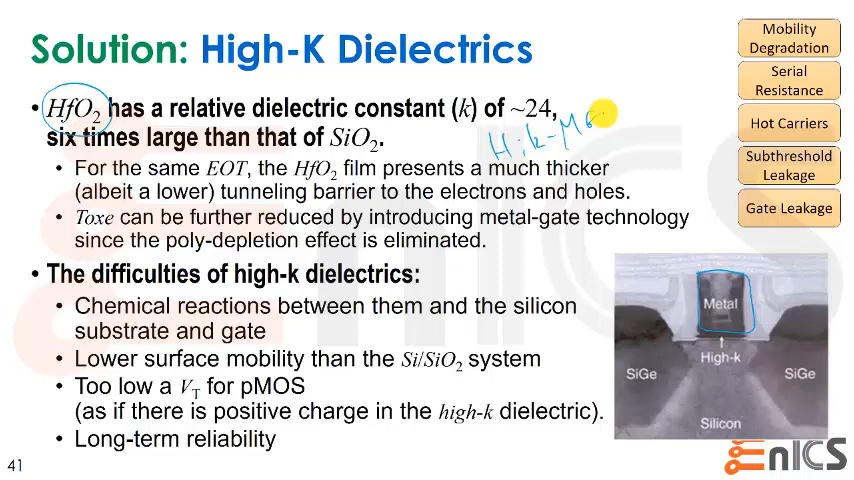 Solution: High-K Dielectrics
• HfO₂ has a relative dielectric constant (k) of ~24,
six times large than that of SiO₂.
Hi k-MG
• For the same EOT, the HfO₂ film presents a much thicker
(albeit a lower) tunneling barrier to the electrons and holes.
• Toxe can be further reduced by introducing metal-gate technology
since the poly-depletion effect is eliminated.
• The difficulties of high-k dielectrics:
• Chemical reactions between them and the silicon
substrate and gate
• Lower surface mobility than the Si/SiO₂ system
• Too low a V_T for pMOS
(as if there is positive charge in the high-k dielectric).
• Long-term reliability
Mobility
Degradation
Serial
Resistance
Hot Carriers
Subthreshold
Leakage
Gate Leakage
Metal
High-k
SiGe
SiGe
Silicon
EnICS
41